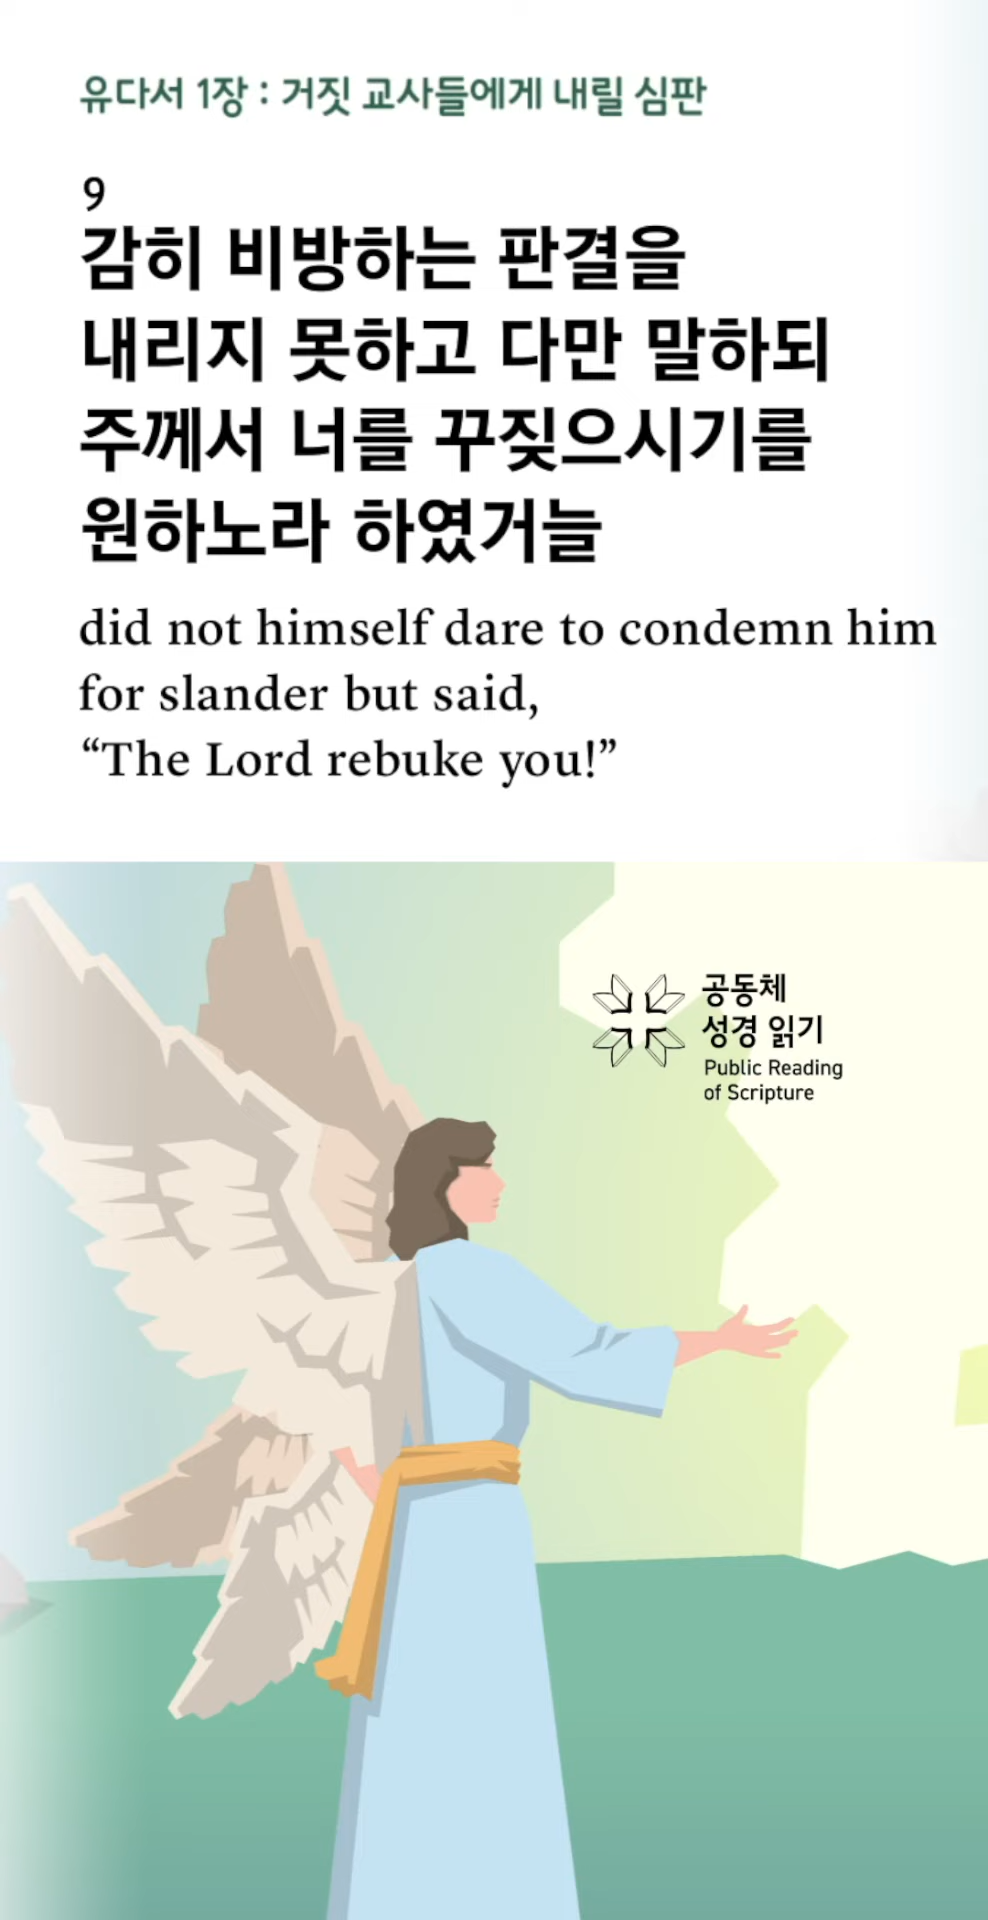 유다서 1장 : 거짓 교사들에게 내릴 심판
9
감히 비방하는 판결을
내리지 못하고 다만 말하되
주께서 너를 꾸짖으시기를
원하노라 하였거늘
did not himself dare to condemn him
for slander but said,
“The Lord rebuke you!”
공동체
성경 읽기
Public Reading
of Scripture